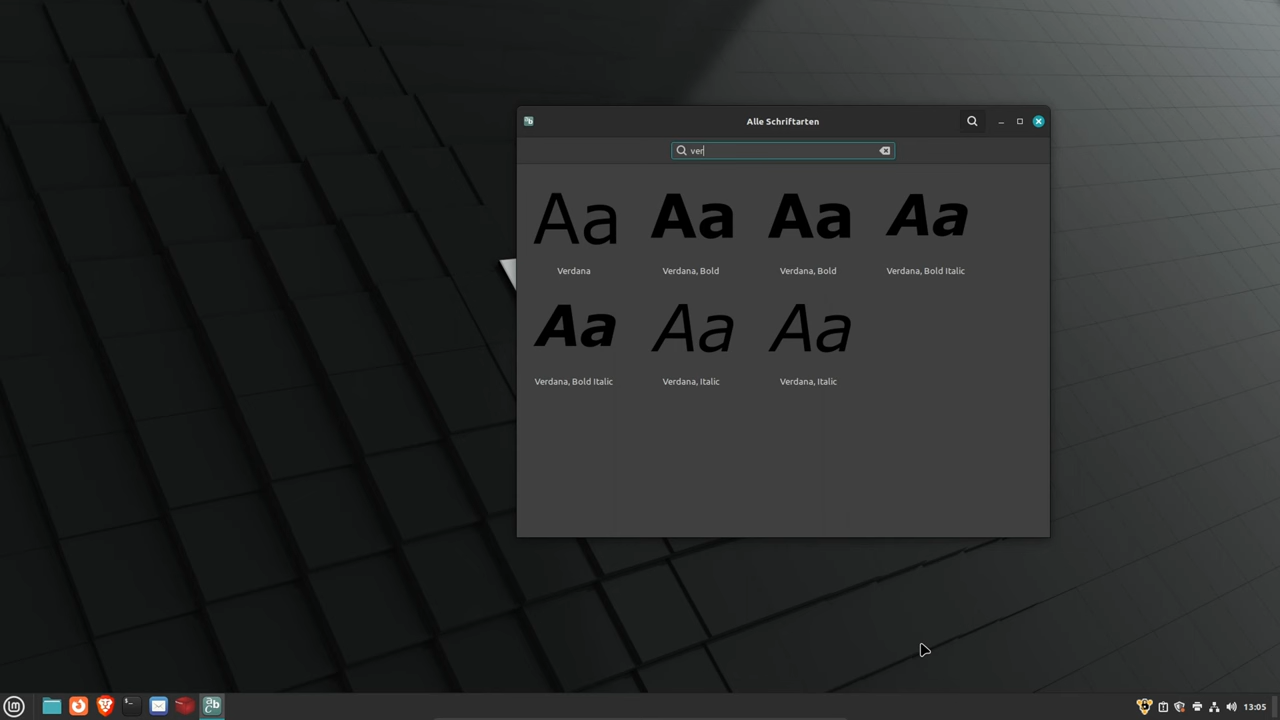 Alle Schriftarten
ver
Aa Aa Aa Aa
Verdana Verdana, Bold Verdana, Bold Verdana, Bold Italic
Aa Aa Aa
Verdana, Bold Italic Verdana, Italic Verdana, Italic
13:05